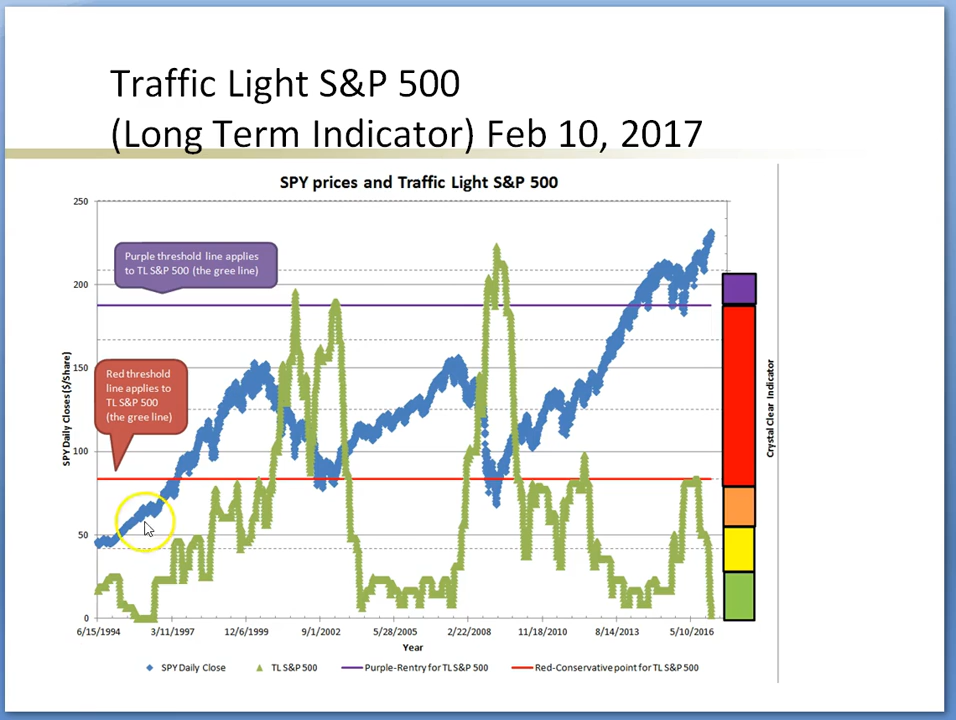 Traffic Light S&P 500
(Long Term Indicator) Feb 10, 2017
SPY prices and Traffic Light S&P 500
250
200
150
100
50
0
SPY Daily Closes($/Share)
Purple threshold line applies
to TL S&P 500 (the gree line)
Red threshold
line applies to
TL S&P 500
(the gree line)
Crystal Clear Indicator
6/15/1994
3/11/1997
12/6/1999
9/1/2002
5/28/2005
2/22/2008
11/18/2010
8/14/2013
5/10/2016
Year
SPY Daily Close
TL S&P 500
Purple-Rentry for TL S&P 500
Red-Conservative point for TL S&P 500